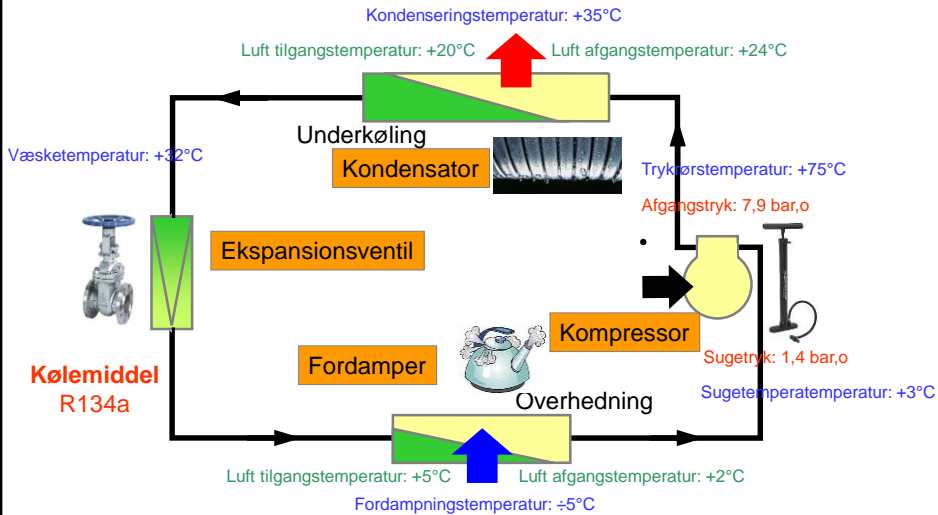 Kondenseringstemperatur: +35°C
Luft tilgangstemperatur: +20°C
Luft afgangstemperatur: +24°C
Underkøling
Væsketemperatur: +32°C
Kondensator
Trykrørstemperatur: +75°C
Afgangstryk: 7,9 bar,o
•
Ekspansionsventil
Kompressor
Fordamper
Sugetryk: 1,4 bar,o
Kølemiddel
R134a
Overhedning
Sugetemperatemperatur: +3°C
Luft tilgangstemperatur: +5°C
Luft afgangstemperatur: +2°C
Fordampningstemperatur: ÷5°C